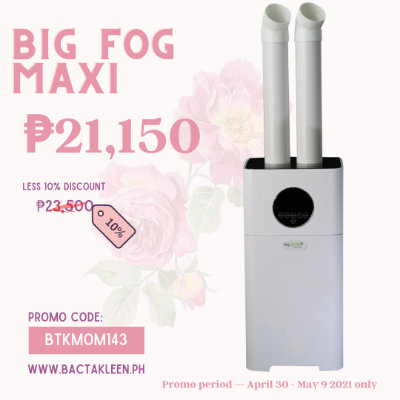 BIG FOG
MAXI
₱21,150
LESS 10% DISCOUNT
₱23,500
10%
PROMO CODE:
BTKMOM143
WWW.BACTAKLEEN.PH
Promo period — April 30 - May 9 2021 only